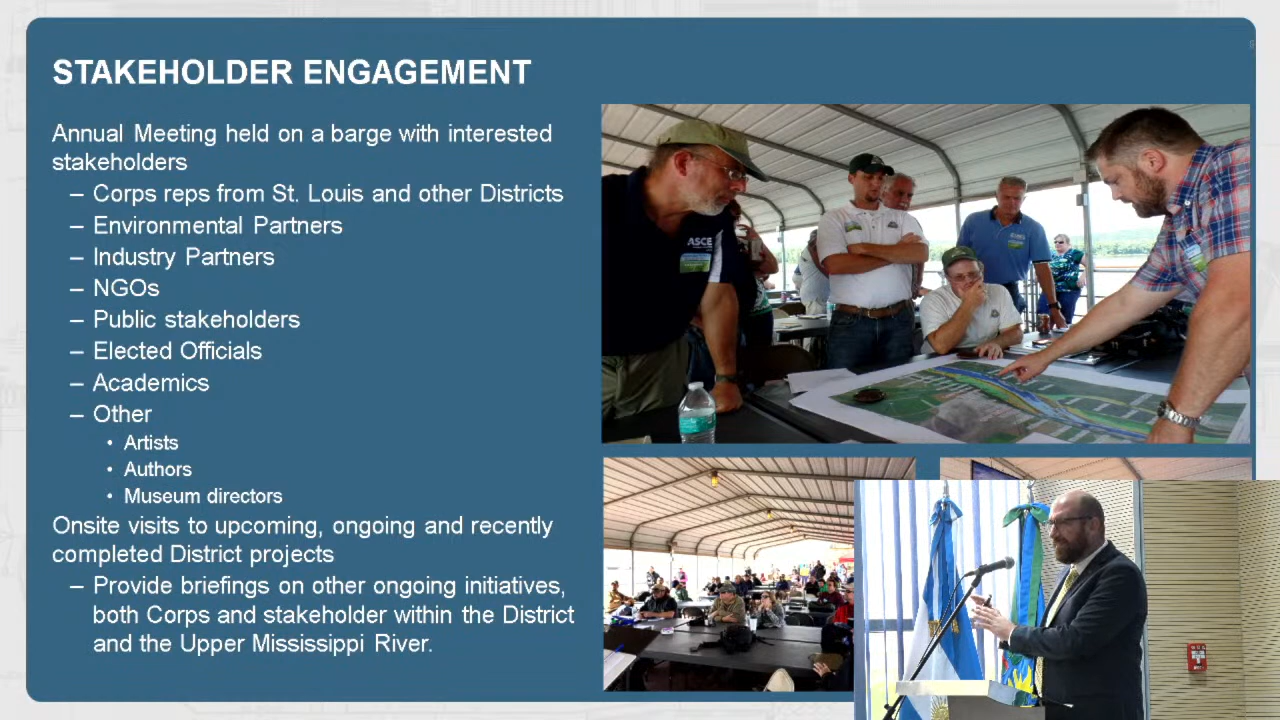 STAKEHOLDER ENGAGEMENT
Annual Meeting held on a barge with interested
stakeholders
– Corps reps from St. Louis and other Districts
– Environmental Partners
– Industry Partners
– NGOs
– Public stakeholders
– Elected Officials
– Academics
– Other
• Artists
• Authors
• Museum directors
Onsite visits to upcoming, ongoing and recently
completed District projects
– Provide briefings on other ongoing initiatives,
both Corps and stakeholder within the District
and the Upper Mississippi River.
ASCE